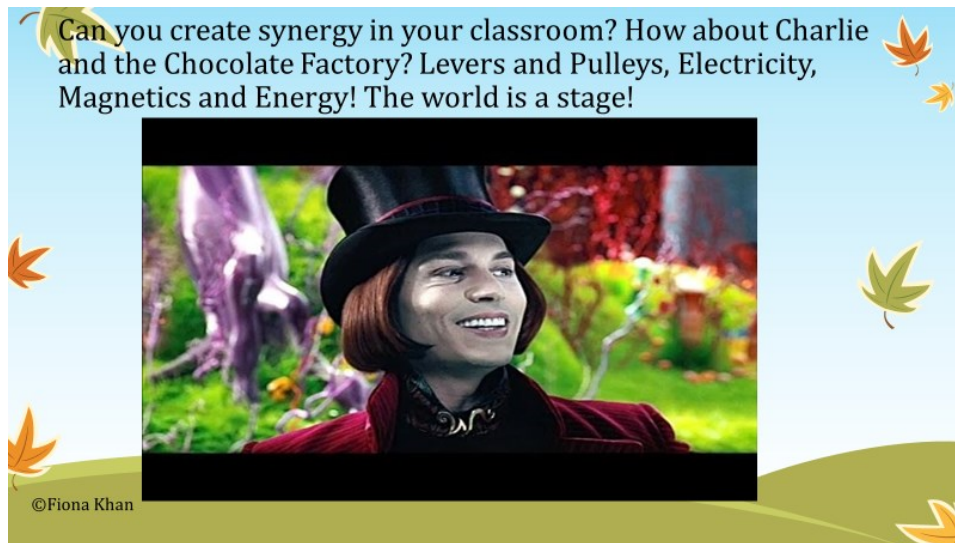 Can you create synergy in your classroom? How about Charlie
and the Chocolate Factory? Levers and Pulleys, Electricity,
Magnetics and Energy! The world is a stage!
©Fiona Khan